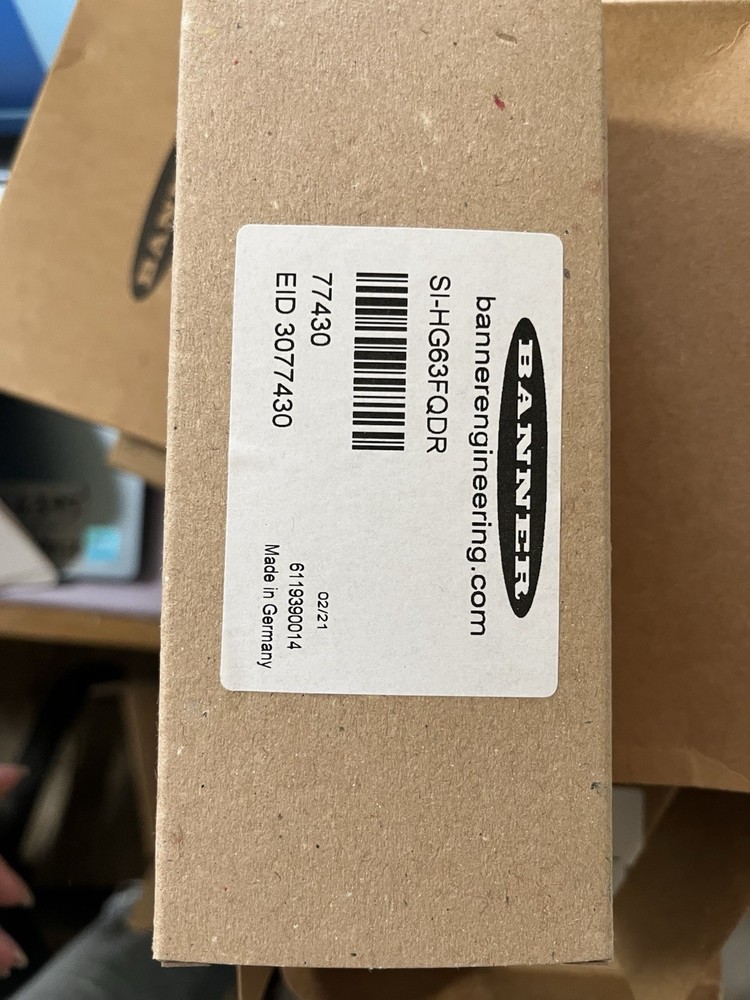 BANNER
bannerengineering.com
SI-HG63FQDR
77430
EID 3077430
02/21
6119390014
Made in Germany